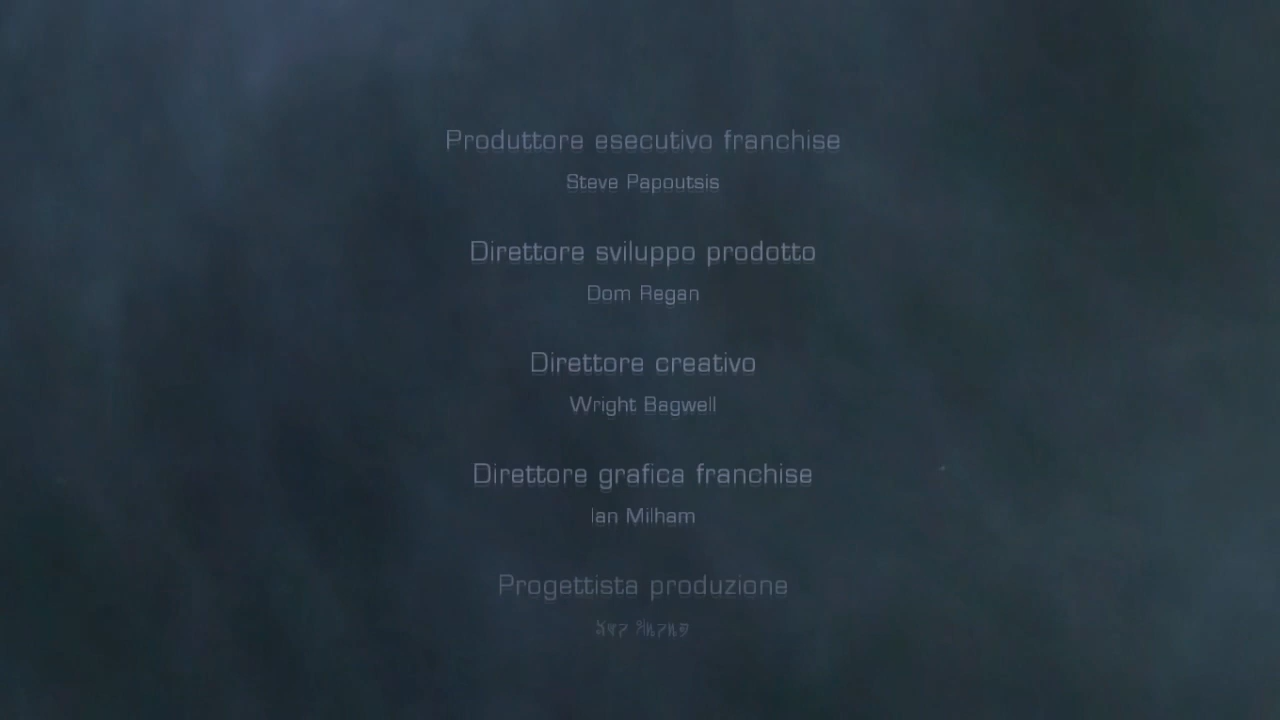 Produttore esecutivo franchise
Steve Papoutsis
Direttore sviluppo prodotto
Dom Regan
Direttore creativo
Wright Bagwell
Direttore grafica franchise
Ian Milham
Progettista produzione